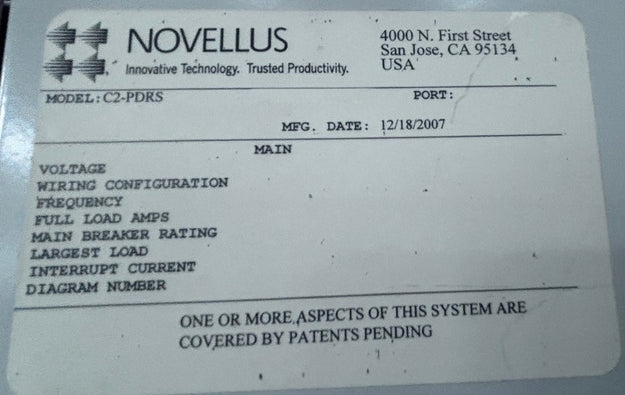 NOVELLUS
Innovative Technology. Trusted Productivity.
4000 N. First Street
San Jose, CA 95134
USA
MODEL: C2-PDRS PORT:
MFG. DATE: 12/18/2007
MAIN
VOLTAGE
WIRING CONFIGURATION
FREQUENCY
FULL LOAD AMPS
MAIN BREAKER RATING
LARGEST LOAD
INTERRUPT CURRENT
DIAGRAM NUMBER
ONE OR MORE ASPECTS OF THIS SYSTEM ARE
COVERED BY PATENTS PENDING